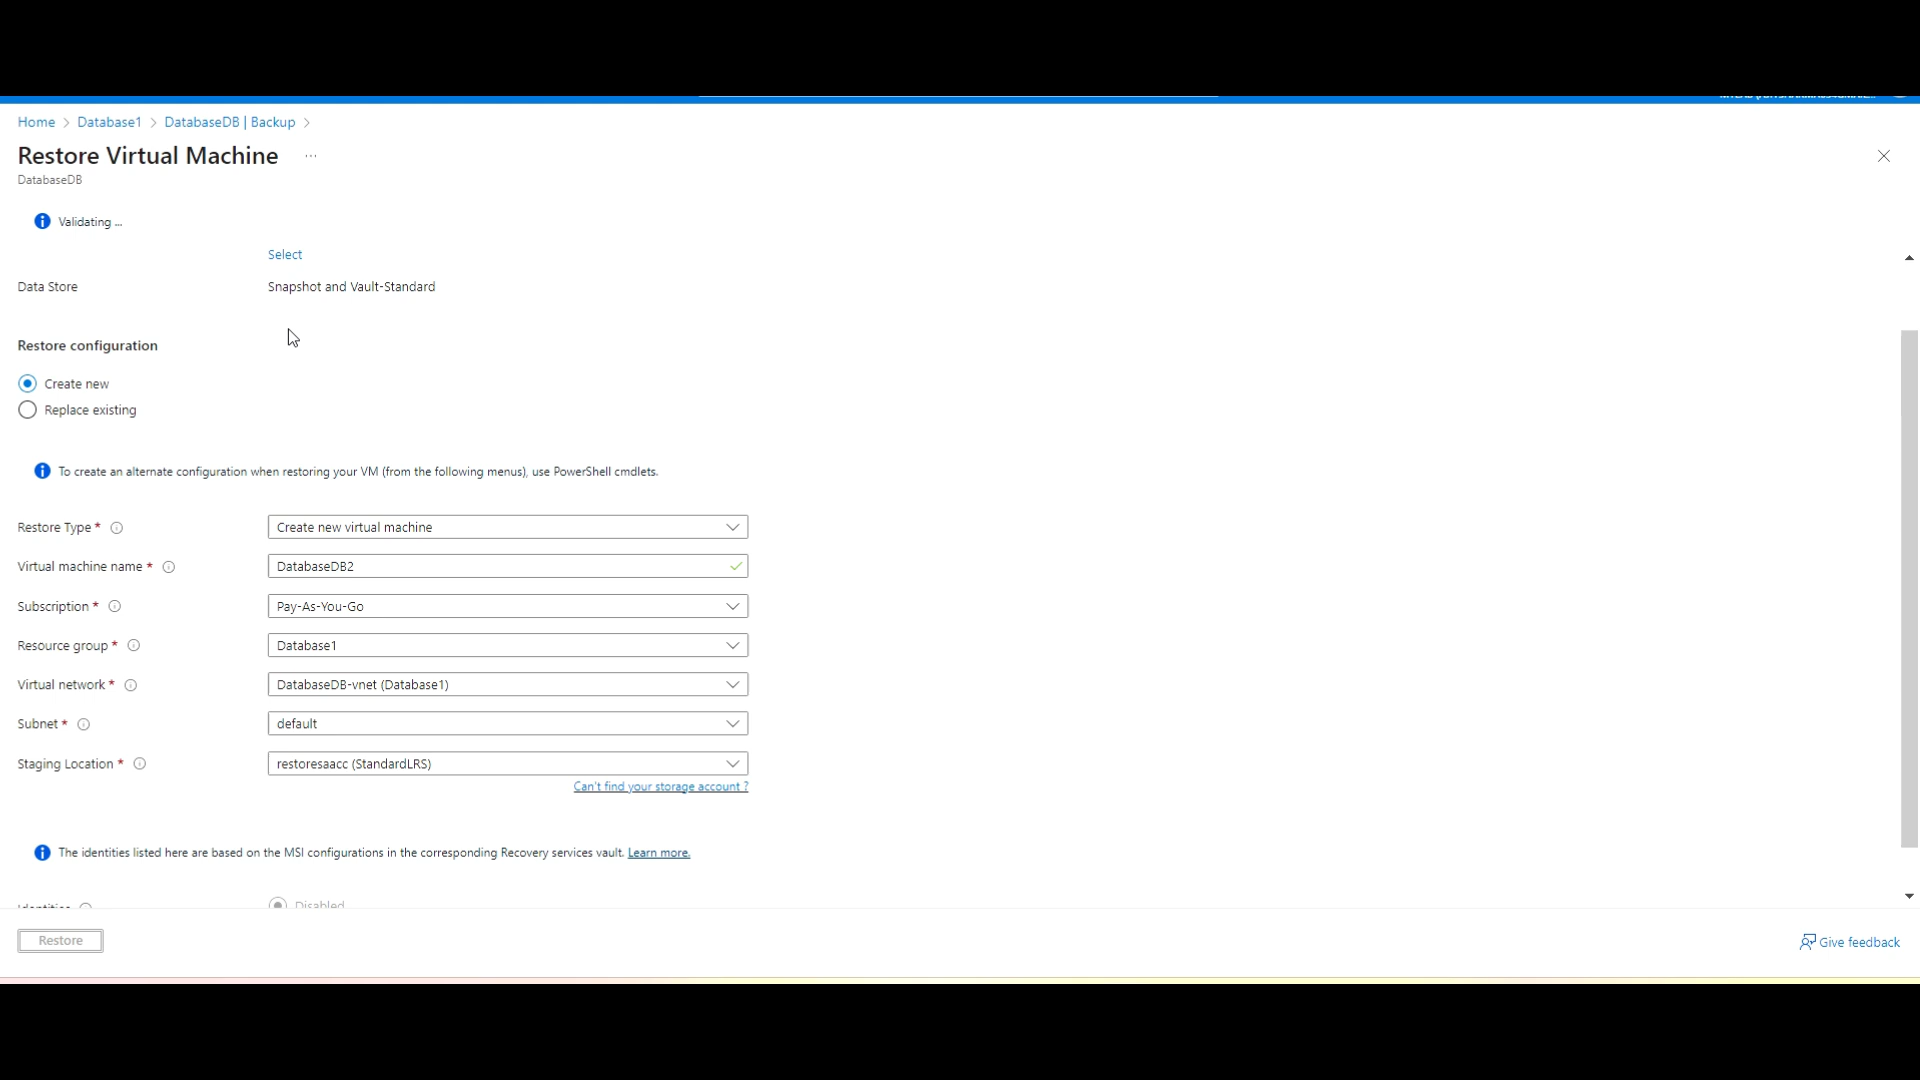 Home > Database1 > DatabaseDB | Backup >
Restore Virtual Machine ...
DatabaseDB
Validating ...
Select
Data Store Snapshot and Vault-Standard
Restore configuration
Create new
Replace existing
To create an alternate configuration when restoring your VM (from the following menus), use PowerShell cmdlets.
Restore Type * Create new virtual machine
Virtual machine name * DatabaseDB2
Subscription * Pay-As-You-Go
Resource group * Database1
Virtual network * DatabaseDB-vnet (Database1)
Subnet * default
Staging Location * restoresaacc (StandardLRS)
Can't find your storage account ?
The identities listed here are based on the MSI configurations in the corresponding Recovery services vault. Learn more.
Identities Disabled
Restore
Give feedback